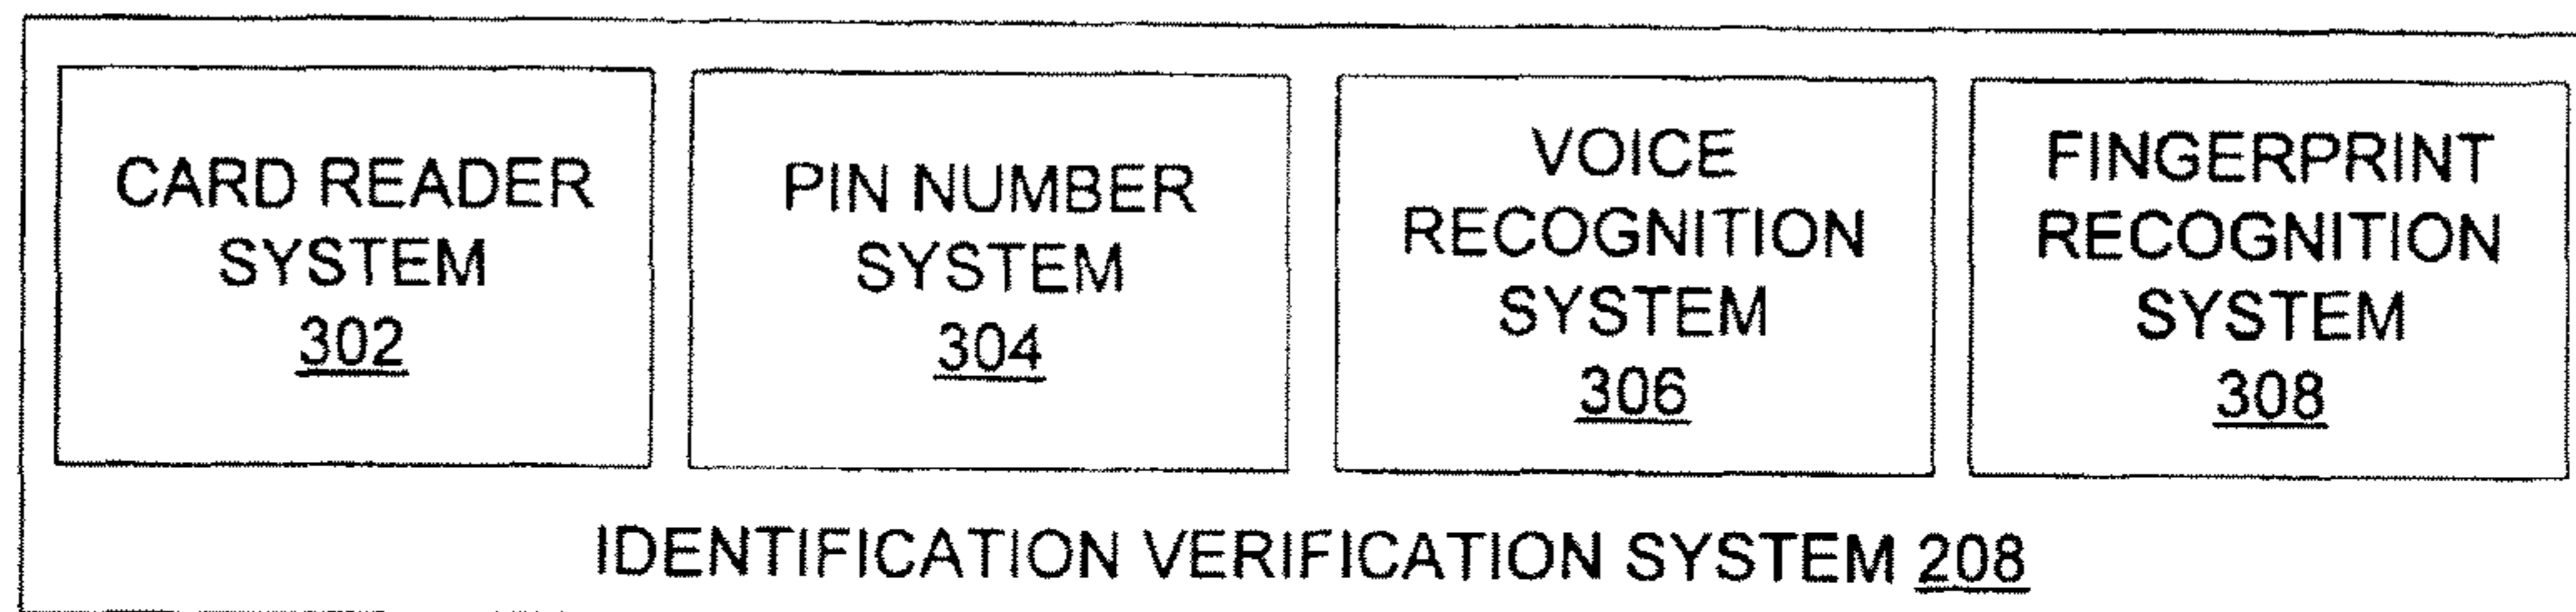 CARD READER
SYSTEM
302
PIN NUMBER
SYSTEM
304
VOICE
RECOGNITION
SYSTEM
306
FINGERPRINT
RECOGNITION
SYSTEM
308
IDENTIFICATION VERIFICATION SYSTEM 208